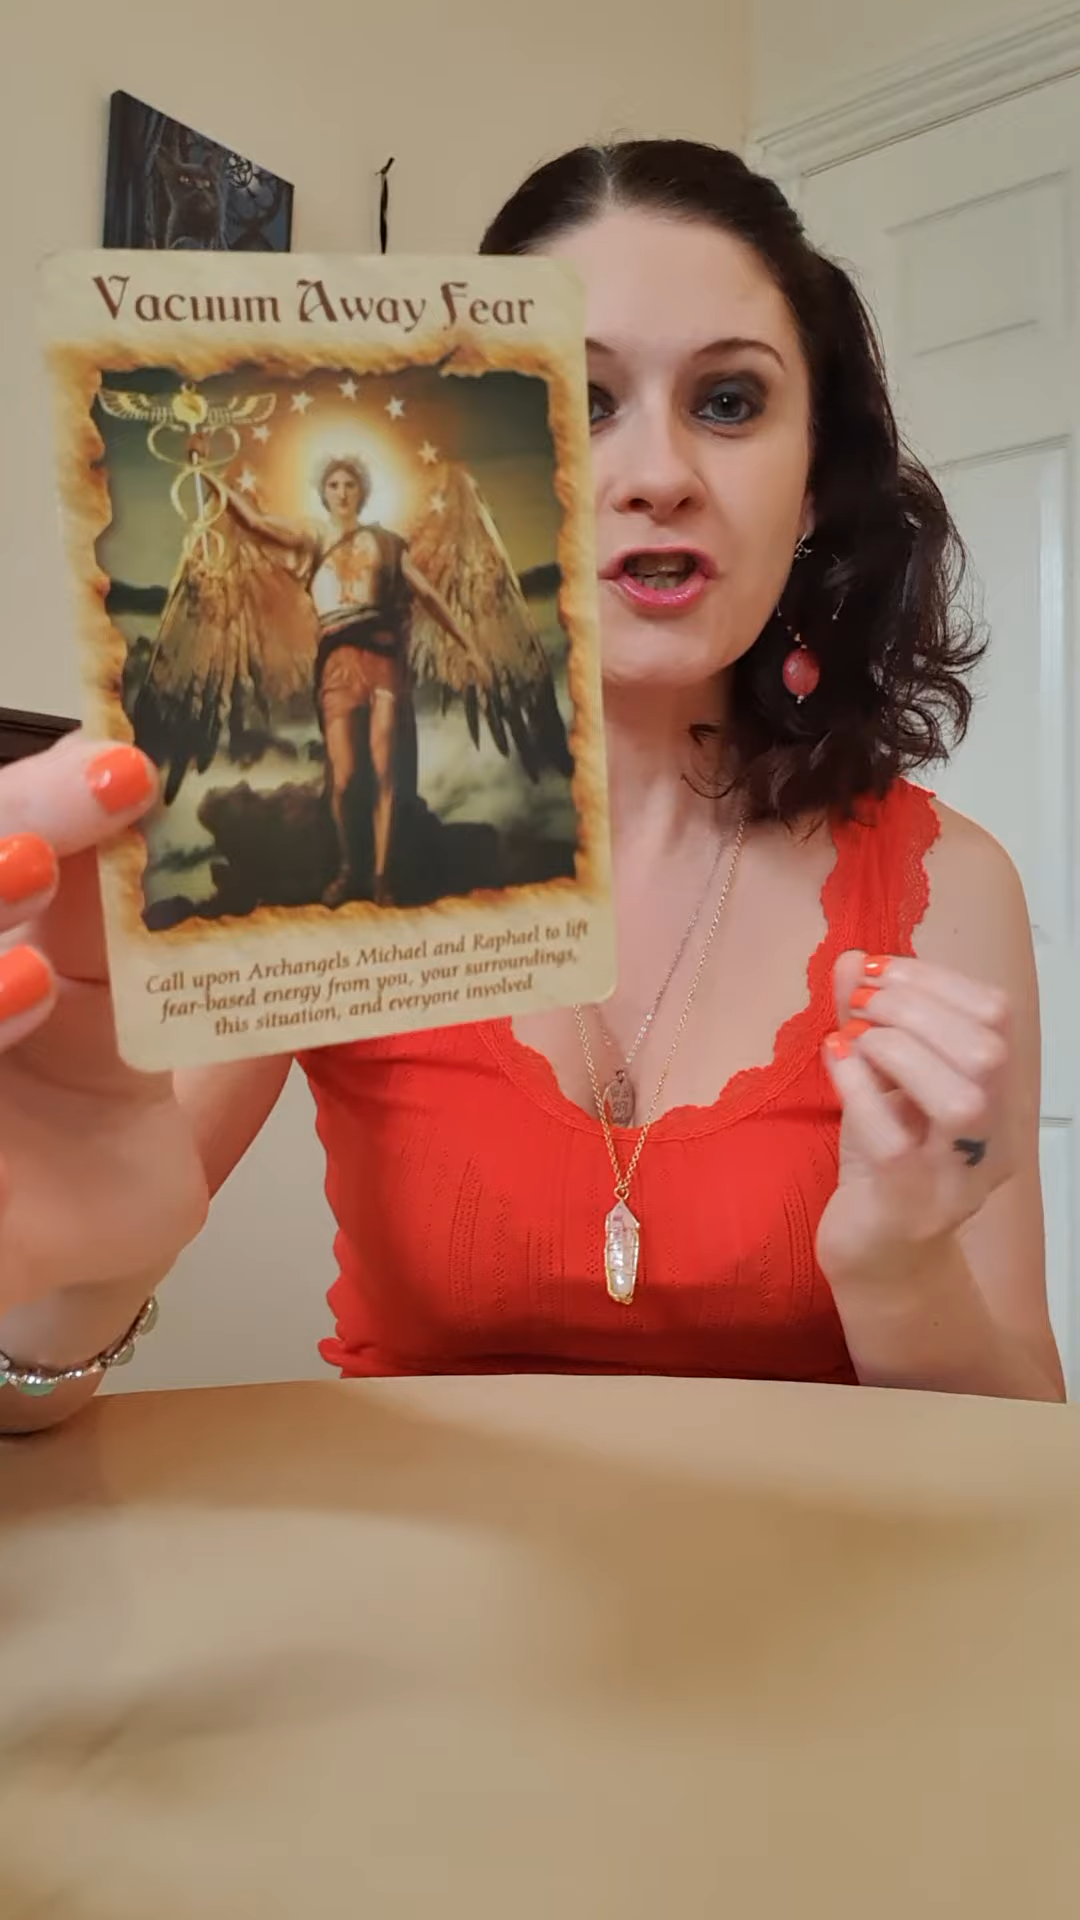 Vacuum Away Fear
Call upon Archangels Michael and Raphael to lift
fear-based energy from you, your surroundings,
this situation, and everyone involved